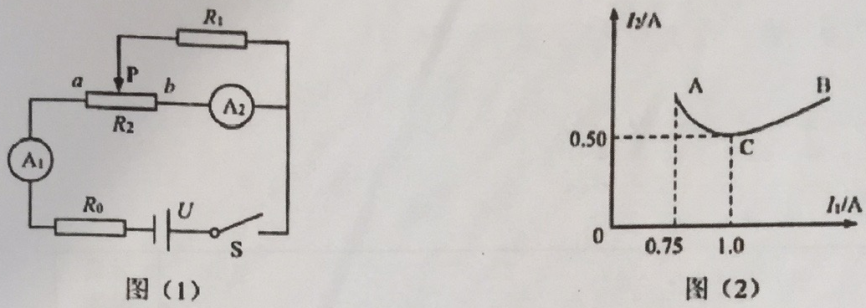 R₁
P
a
b
A₂
R₂
A₁
R₀
U
S
图（1）
I₂/A
A
B
0.50
C
I₁/A
0
0.75
1.0
图（2）